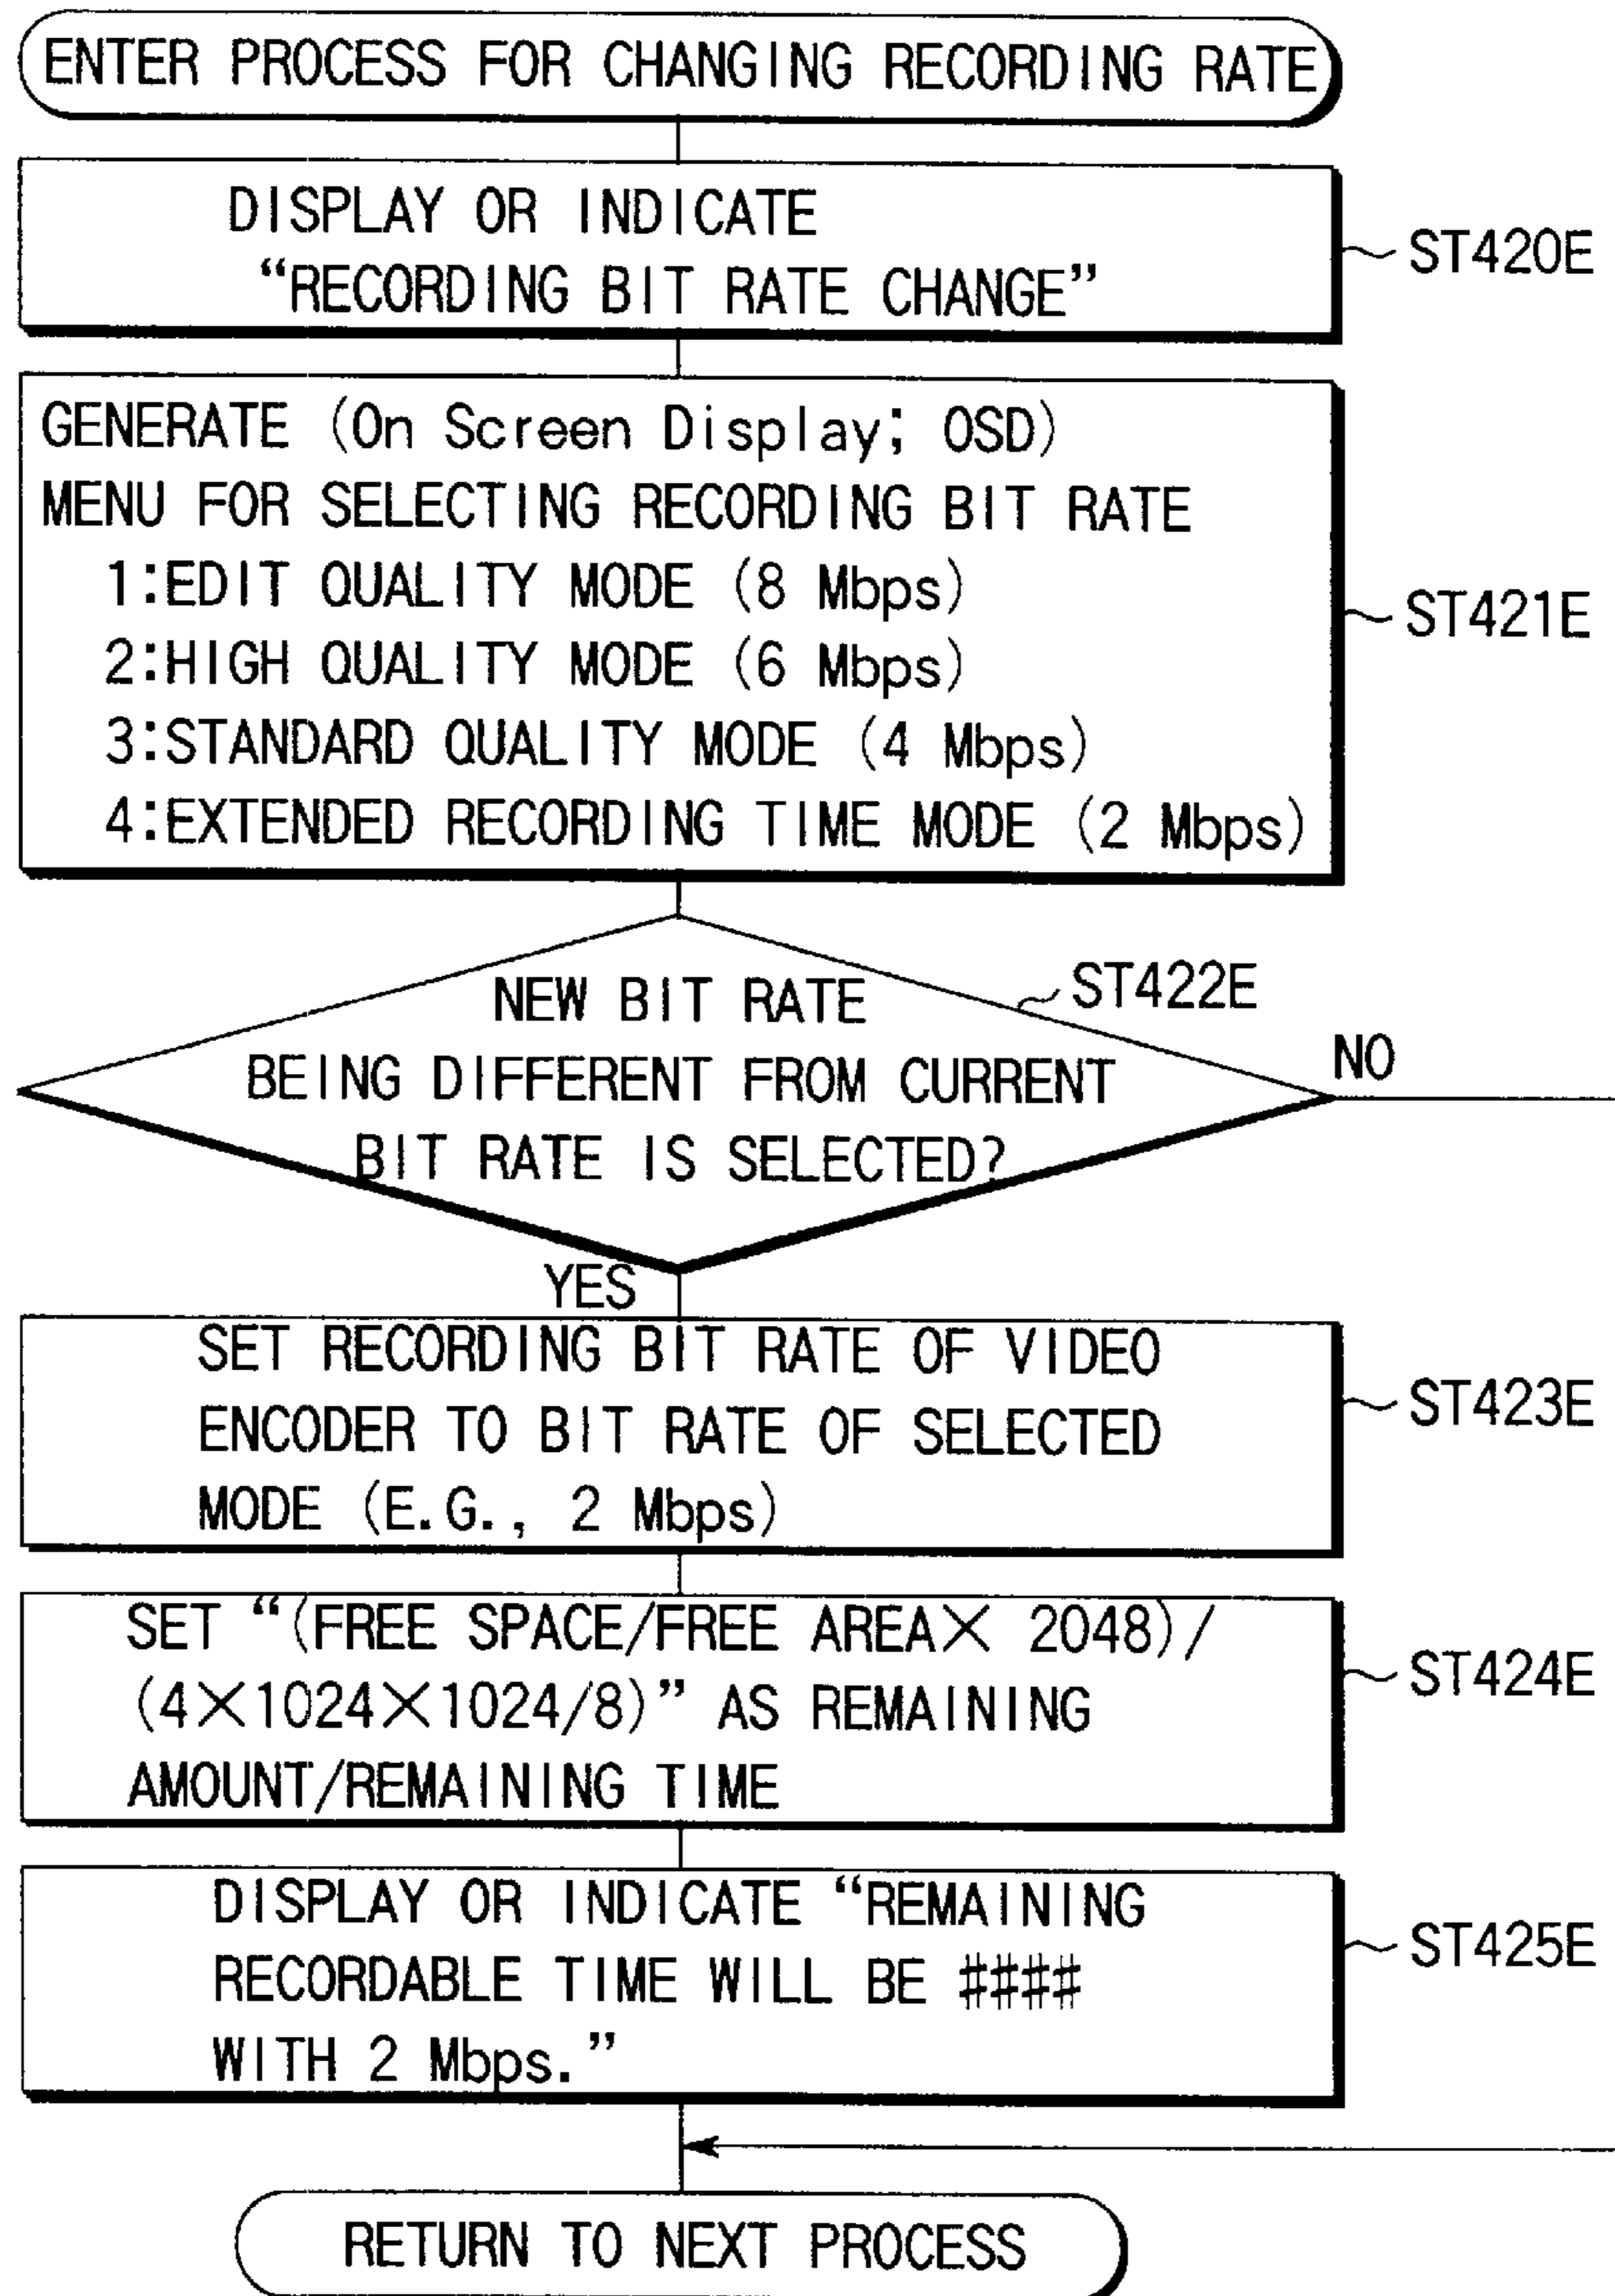 ENTER PROCESS FOR CHANGING RECORDING RATE
DISPLAY OR INDICATE
“RECORDING BIT RATE CHANGE”
ST420E
GENERATE (On Screen Display; OSD)
MENU FOR SELECTING RECORDING BIT RATE
1:EDIT QUALITY MODE (8 Mbps)
2:HIGH QUALITY MODE (6 Mbps)
3:STANDARD QUALITY MODE (4 Mbps)
4:EXTENDED RECORDING TIME MODE (2 Mbps)
ST421E
NEW BIT RATE
BEING DIFFERENT FROM CURRENT
BIT RATE IS SELECTED?
ST422E
NO
YES
SET RECORDING BIT RATE OF VIDEO
ENCODER TO BIT RATE OF SELECTED
MODE (E.G., 2 Mbps)
ST423E
SET “(FREE SPACE/FREE AREA× 2048)/
(4×1024×1024/8)” AS REMAINING
AMOUNT/REMAINING TIME
ST424E
DISPLAY OR INDICATE “REMAINING
RECORDABLE TIME WILL BE ####
WITH 2 Mbps.”
ST425E
RETURN TO NEXT PROCESS